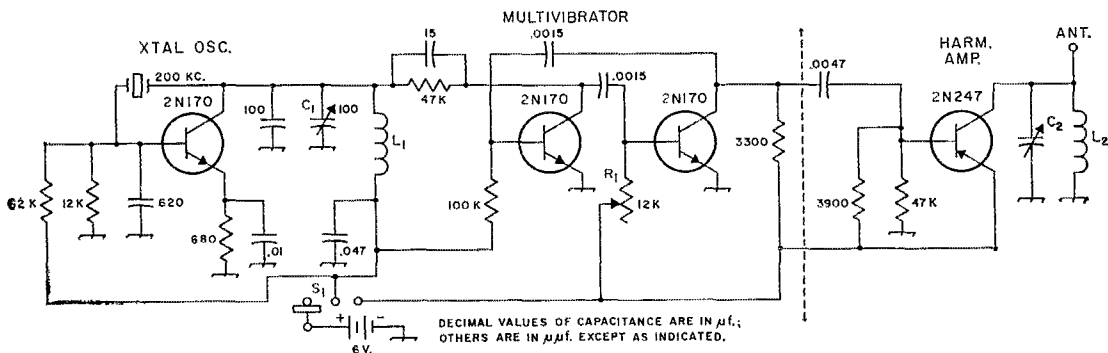 MULTIVIBRATOR
XTAL OSC.
HARM. AMP.
ANT.
200 KC.
2N170
100
C1
100
L1
15
47K
.0015
2N170
.0015
2N170
3300
.0047
2N247
C2
L2
62K
12K
620
680
.01
.047
100K
R1
12K
3900
47K
S1
+
-
6V.
DECIMAL VALUES OF CAPACITANCE ARE IN µf.;
OTHERS ARE IN µµf. EXCEPT AS INDICATED.